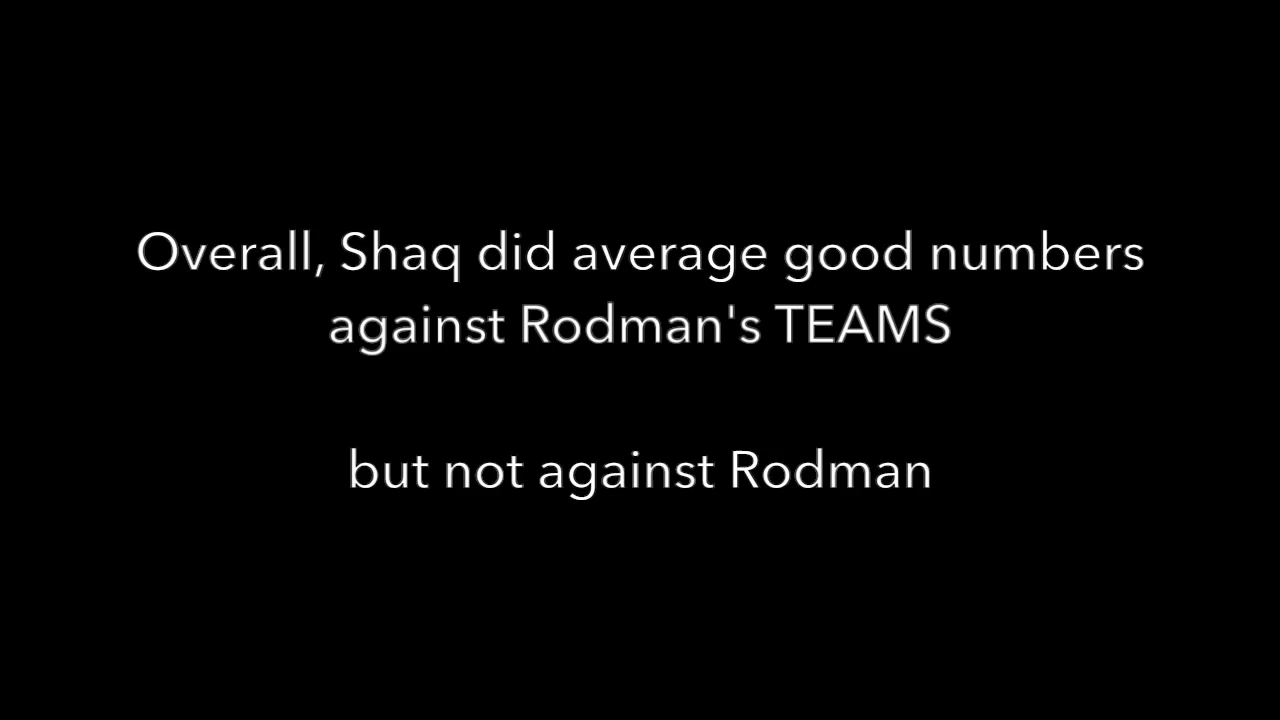 Overall, Shaq did average good numbers
against Rodman's TEAMS
but not against Rodman